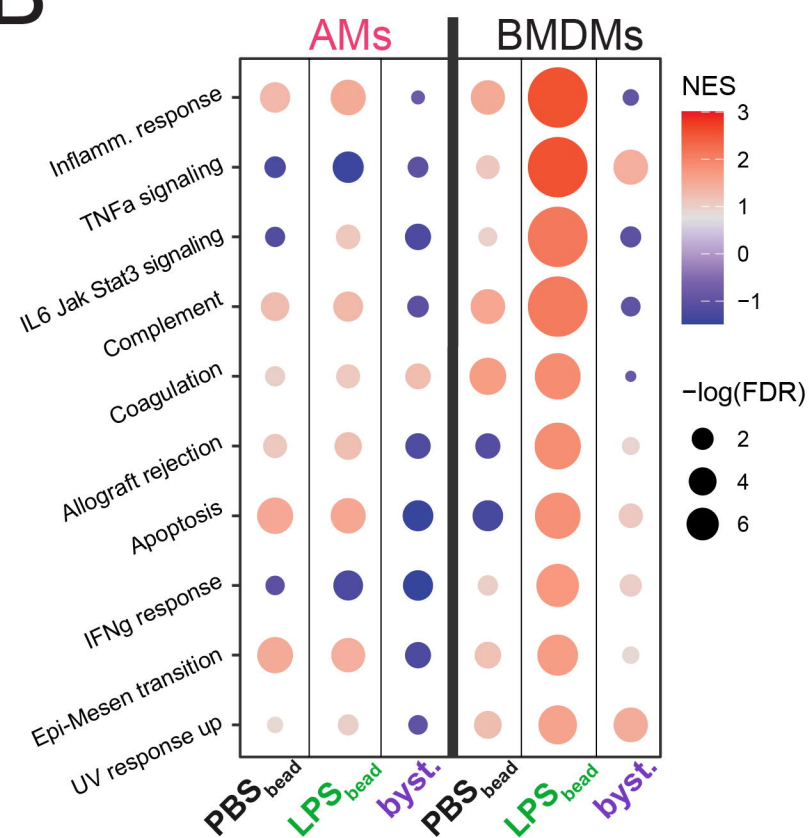 B
AMs BMDMs
Inflamm. response
TNFa signaling
IL6 Jak Stat3 signaling
Complement
Coagulation
Allograft rejection
Apoptosis
IFNg response
Epi-Mesen transition
UV response up
PBSbead LPSbead byst. PBSbead LPSbead byst.
NES
3
2
1
0
−1
−log(FDR)
2
4
6